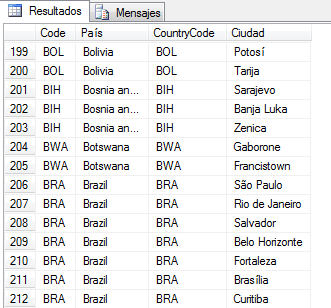 Resultados Mensajes
Code País CountryCode Ciudad
199 BOL Bolivia BOL Potosí
200 BOL Bolivia BOL Tarija
201 BIH Bosnia an... BIH Sarajevo
202 BIH Bosnia an... BIH Banja Luka
203 BIH Bosnia an... BIH Zenica
204 BWA Botswana BWA Gaborone
205 BWA Botswana BWA Francistown
206 BRA Brazil BRA São Paulo
207 BRA Brazil BRA Rio de Janeiro
208 BRA Brazil BRA Salvador
209 BRA Brazil BRA Belo Horizonte
210 BRA Brazil BRA Fortaleza
211 BRA Brazil BRA Brasília
212 BRA Brazil BRA Curitiba